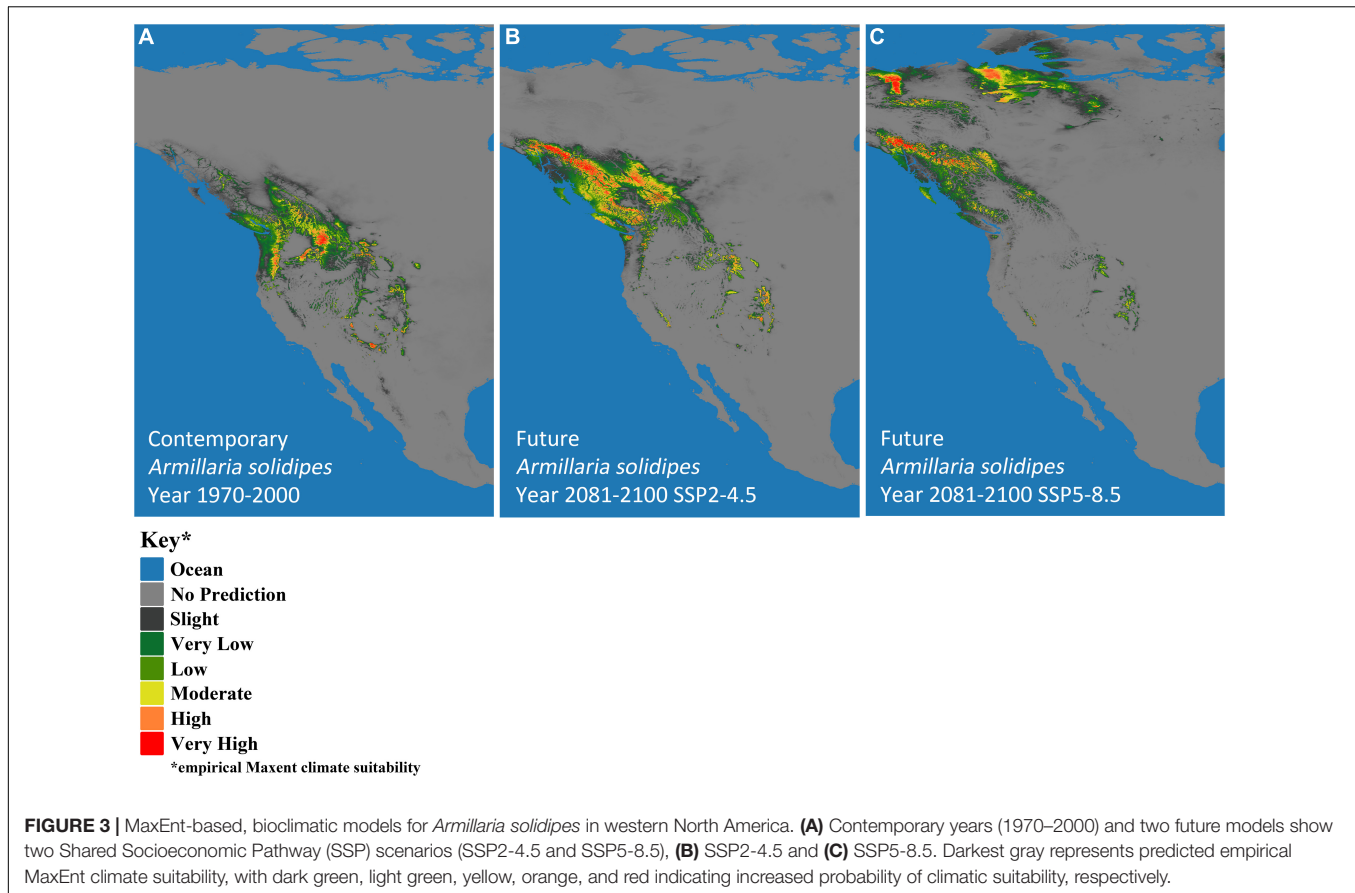 A
B
C
Contemporary
Armillaria solidipes
Year 1970-2000
Future
Armillaria solidipes
Year 2081-2100 SSP2-4.5
Future
Armillaria solidipes
Year 2081-2100 SSP5-8.5
Key*
Ocean
No Prediction
Slight
Very Low
Low
Moderate
High
Very High
*empirical Maxent climate suitability
FIGURE 3 | MaxEnt-based, bioclimatic models for Armillaria solidipes in western North America. (A) Contemporary years (1970–2000) and two future models show
two Shared Socioeconomic Pathway (SSP) scenarios (SSP2-4.5 and SSP5-8.5), (B) SSP2-4.5 and (C) SSP5-8.5. Darkest gray represents predicted empirical
MaxEnt climate suitability, with dark green, light green, yellow, orange, and red indicating increased probability of climatic suitability, respectively.